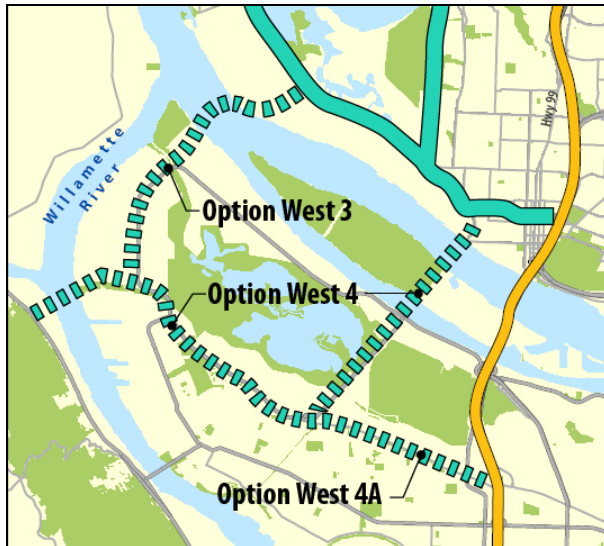 Hwy 99
Willamette
River
Option West 3
Option West 4
Option West 4A